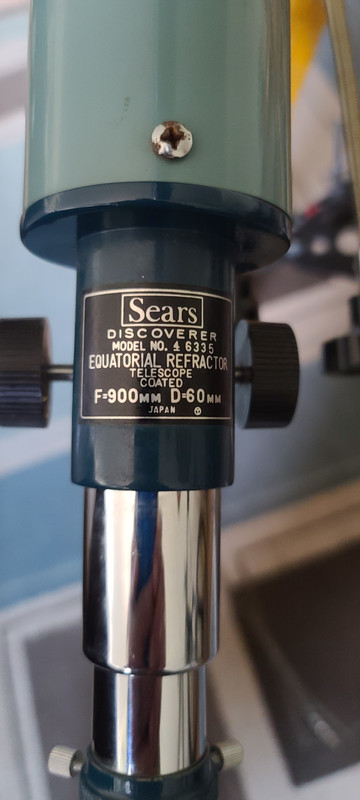 Sears
DISCOVERER
MODEL NO. 4 6335
EQUATORIAL REFRACTOR
TELESCOPE
COATED
F=900MM D=60MM
JAPAN